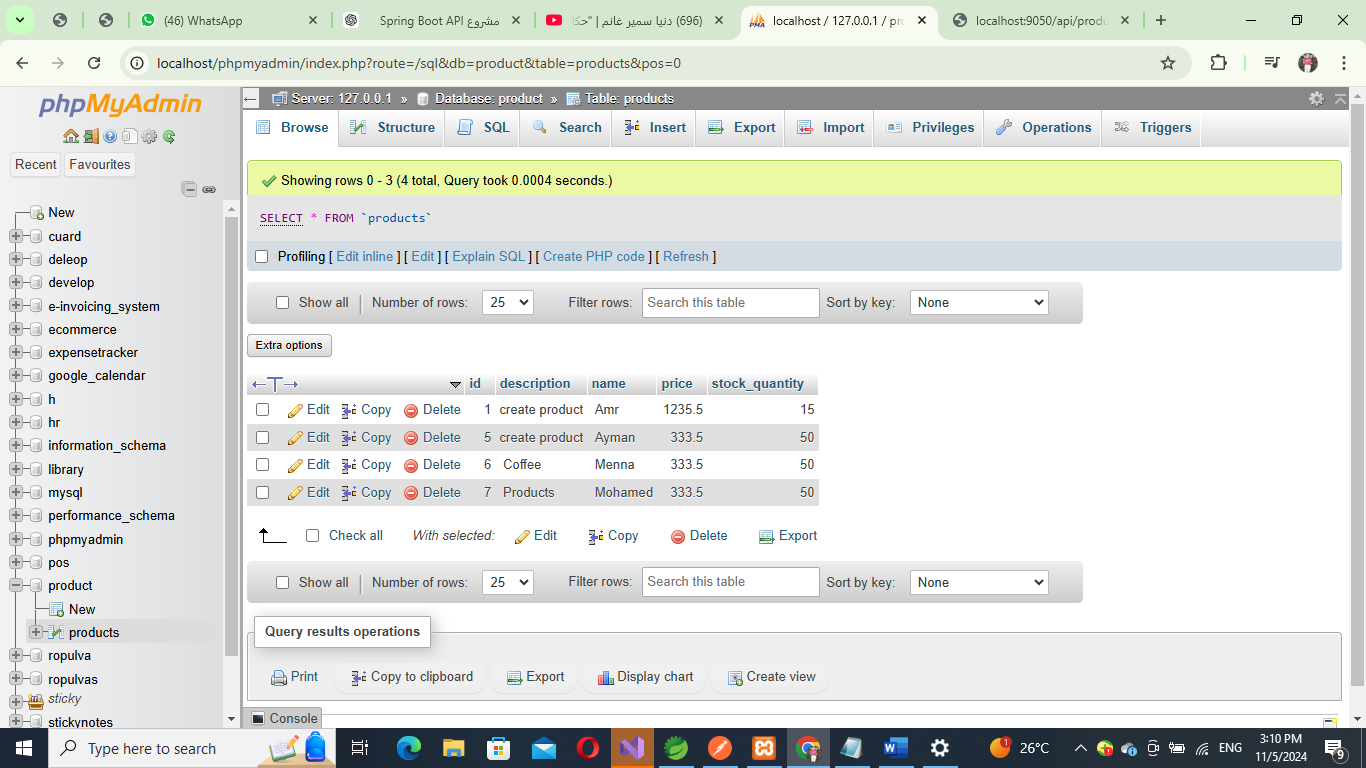 (46) WhatsApp
مشروع Spring Boot API
(696) دنيا سمير غانم | "حكا
localhost / 127.0.0.1 / pro
localhost:9050/api/produ
localhost/phpmyadmin/index.php?route=/sql&db=product&table=products&pos=0
phpMyAdmin
Recent Favourites
New
cuard
deleop
develop
e-invoicing_system
ecommerce
expensetracker
google_calendar
h
hr
information_schema
library
mysql
performance_schema
phpmyadmin
pos
product
New
products
ropulva
ropulvas
sticky
stickynotes
Server: 127.0.0.1 » Database: product » Table: products
Browse Structure SQL Search Insert Export Import Privileges Operations Triggers
Showing rows 0 - 3 (4 total, Query took 0.0004 seconds.)
SELECT * FROM `products`
Profiling [ Edit inline ] [ Edit ] [ Explain SQL ] [ Create PHP code ] [ Refresh ]
Show all Number of rows: 25 Filter rows: Search this table Sort by key: None
Extra options
id description name price stock_quantity
Edit Copy Delete 1 create product Amr 1235.5 15
Edit Copy Delete 5 create product Ayman 333.5 50
Edit Copy Delete 6 Coffee Menna 333.5 50
Edit Copy Delete 7 Products Mohamed 333.5 50
Check all With selected: Edit Copy Delete Export
Show all Number of rows: 25 Filter rows: Search this table Sort by key: None
Query results operations
Print Copy to clipboard Export Display chart Create view
Console
Type here to search
26°C
ENG
3:10 PM
11/5/2024
9